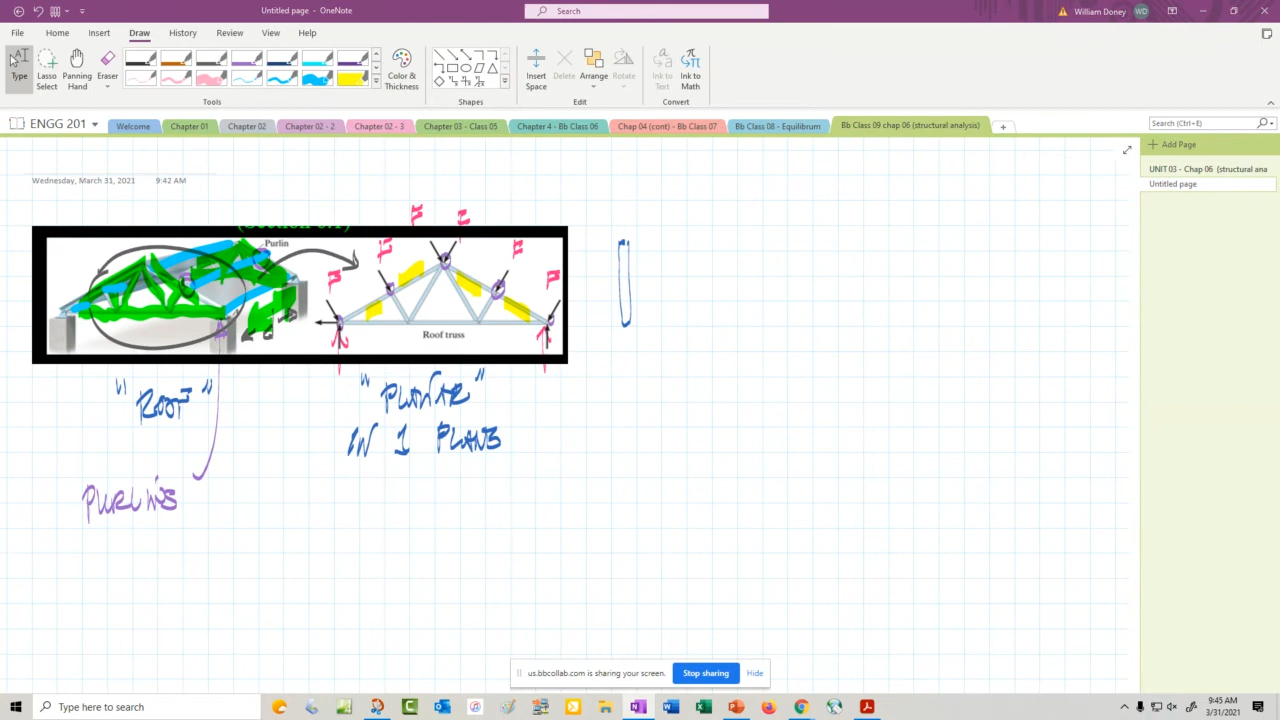 Untitled page - OneNote
Search
William Doney
WD
File Home Insert Draw History Review View Help
Type
Lasso Select
Panning Hand
Eraser
Color & Thickness
Insert Space
Delete
Arrange
Rotate
Ink to Text
Ink to Math
Tools
Shapes
Edit
Convert
ENGG 201
Welcome
Chapter 01
Chapter 02
Chapter 02 - 2
Chapter 02 - 3
Chapter 03 - Class 05
Chapter 4 - Bb Class 06
Chap 04 (cont) - Bb Class 07
Bb Class 08 - Equilibrum
Bb Class 09 chap 06 (structural analysis)
Search (Ctrl+E)
Add Page
UNIT 03 - Chap 06 (structural ana
Untitled page
Wednesday, March 31, 2021 9:42 AM
F F
Purlin
F F
F F
Roof truss
"ROOF"
"PLANAR"
IN 1 PLANE
PURLINS
us.bbcollab.com is sharing your screen.
Stop sharing
Hide
Type here to search
9:45 AM
3/31/2021